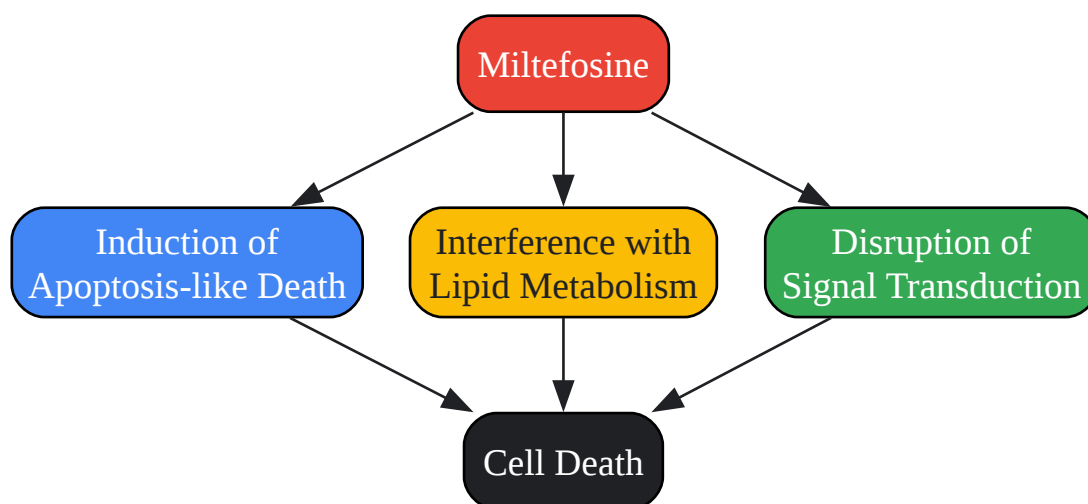 Miltefosine
Induction of
Apoptosis-like Death
Interference with
Lipid Metabolism
Disruption of
Signal Transduction
Cell Death